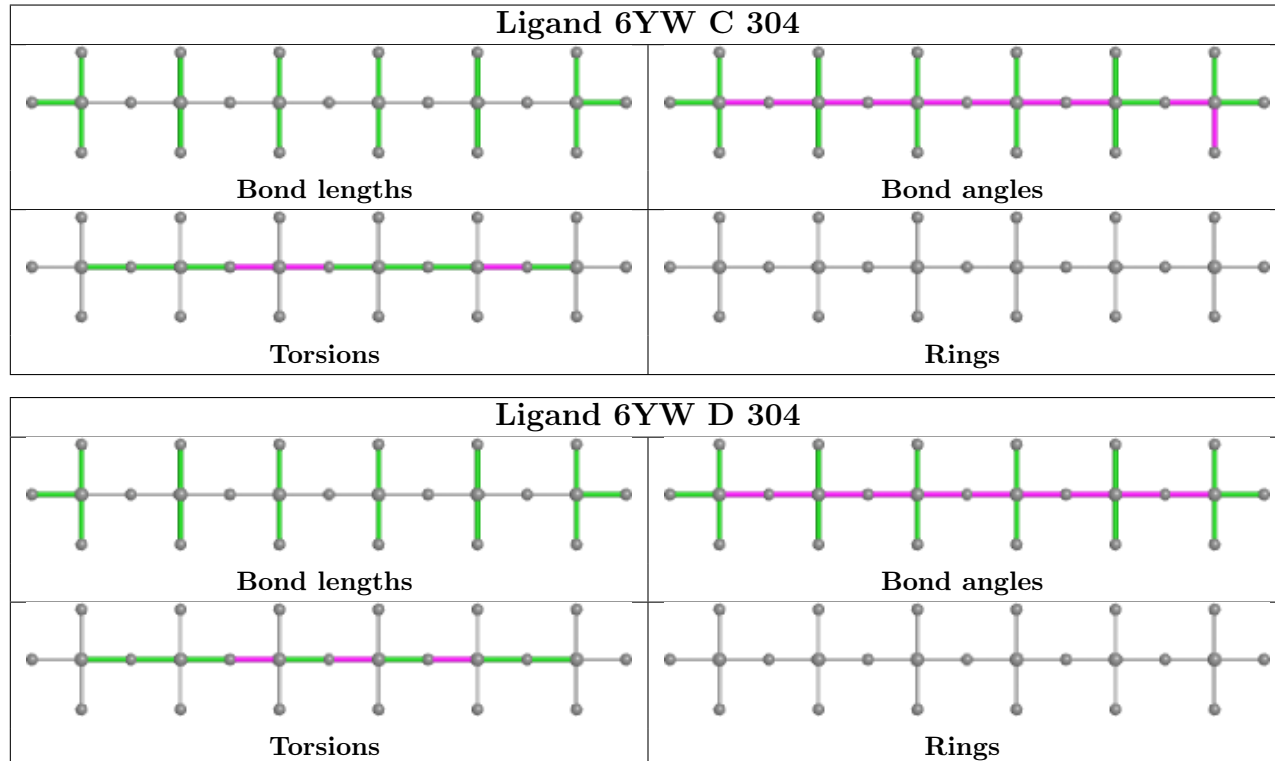 Ligand 6YW C 304
Bond lengths
Bond angles
Torsions
Rings
Ligand 6YW D 304
Bond lengths
Bond angles
Torsions
Rings